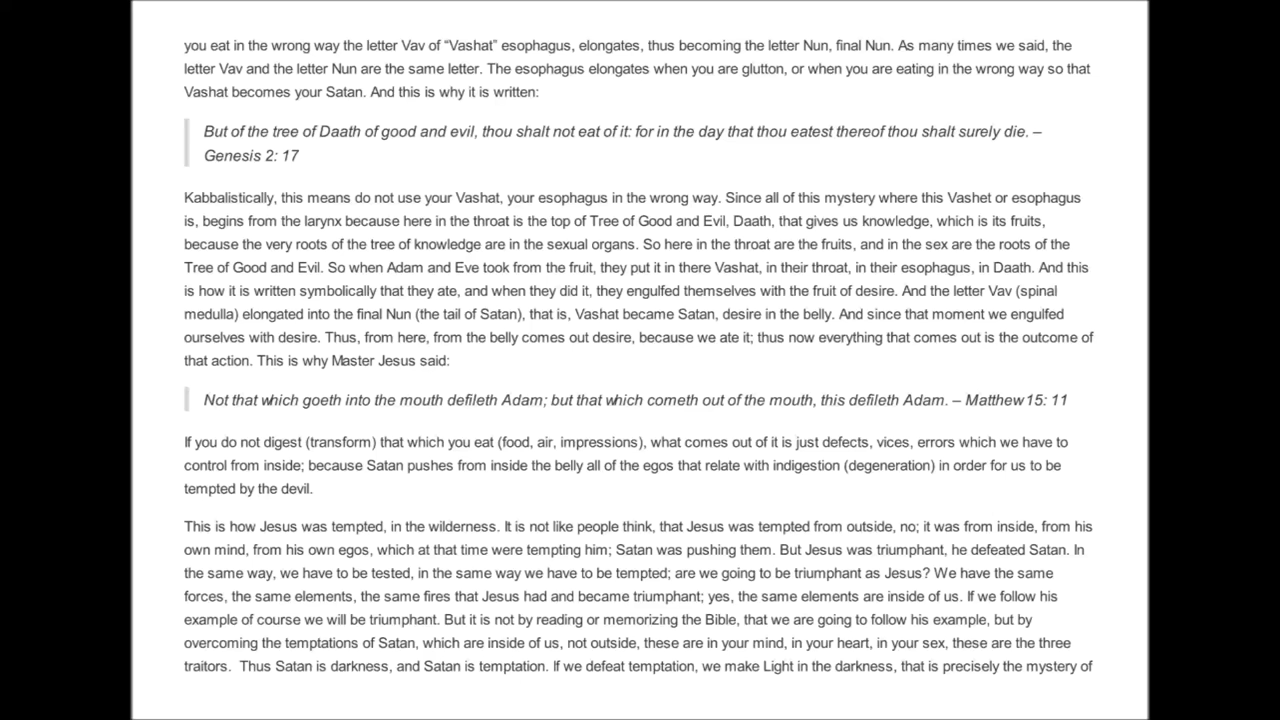 you eat in the wrong way the letter Vav of “Vashat” esophagus, elongates, thus becoming the letter Nun, final Nun. As many times we said, the
letter Vav and the letter Nun are the same letter. The esophagus elongates when you are glutton, or when you are eating in the wrong way so that
Vashat becomes your Satan. And this is why it is written:
But of the tree of Daath of good and evil, thou shalt not eat of it: for in the day that thou eatest thereof thou shalt surely die. –
Genesis 2: 17
Kabbalistically, this means do not use your Vashat, your esophagus in the wrong way. Since all of this mystery where this Vashet or esophagus
is, begins from the larynx because here in the throat is the top of Tree of Good and Evil, Daath, that gives us knowledge, which is its fruits,
because the very roots of the tree of knowledge are in the sexual organs. So here in the throat are the fruits, and in the sex are the roots of the
Tree of Good and Evil. So when Adam and Eve took from the fruit, they put it in there Vashat, in their throat, in their esophagus, in Daath. And this
is how it is written symbolically that they ate, and when they did it, they engulfed themselves with the fruit of desire. And the letter Vav (spinal
medulla) elongated into the final Nun (the tail of Satan), that is, Vashat became Satan, desire in the belly. And since that moment we engulfed
ourselves with desire. Thus, from here, from the belly comes out desire, because we ate it; thus now everything that comes out is the outcome of
that action. This is why Master Jesus said:
Not that which goeth into the mouth defileth Adam; but that which cometh out of the mouth, this defileth Adam. – Matthew 15: 11
If you do not digest (transform) that which you eat (food, air, impressions), what comes out of it is just defects, vices, errors which we have to
control from inside; because Satan pushes from inside the belly all of the egos that relate with indigestion (degeneration) in order for us to be
tempted by the devil.
This is how Jesus was tempted, in the wilderness. It is not like people think, that Jesus was tempted from outside, no; it was from inside, from his
own mind, from his own egos, which at that time were tempting him; Satan was pushing them. But Jesus was triumphant, he defeated Satan. In
the same way, we have to be tested, in the same way we have to be tempted; are we going to be triumphant as Jesus? We have the same
forces, the same elements, the same fires that Jesus had and became triumphant; yes, the same elements are inside of us. If we follow his
example of course we will be triumphant. But it is not by reading or memorizing the Bible, that we are going to follow his example, but by
overcoming the temptations of Satan, which are inside of us, not outside, these are in your mind, in your heart, in your sex, these are the three
traitors. Thus Satan is darkness, and Satan is temptation. If we defeat temptation, we make Light in the darkness, that is precisely the mystery of